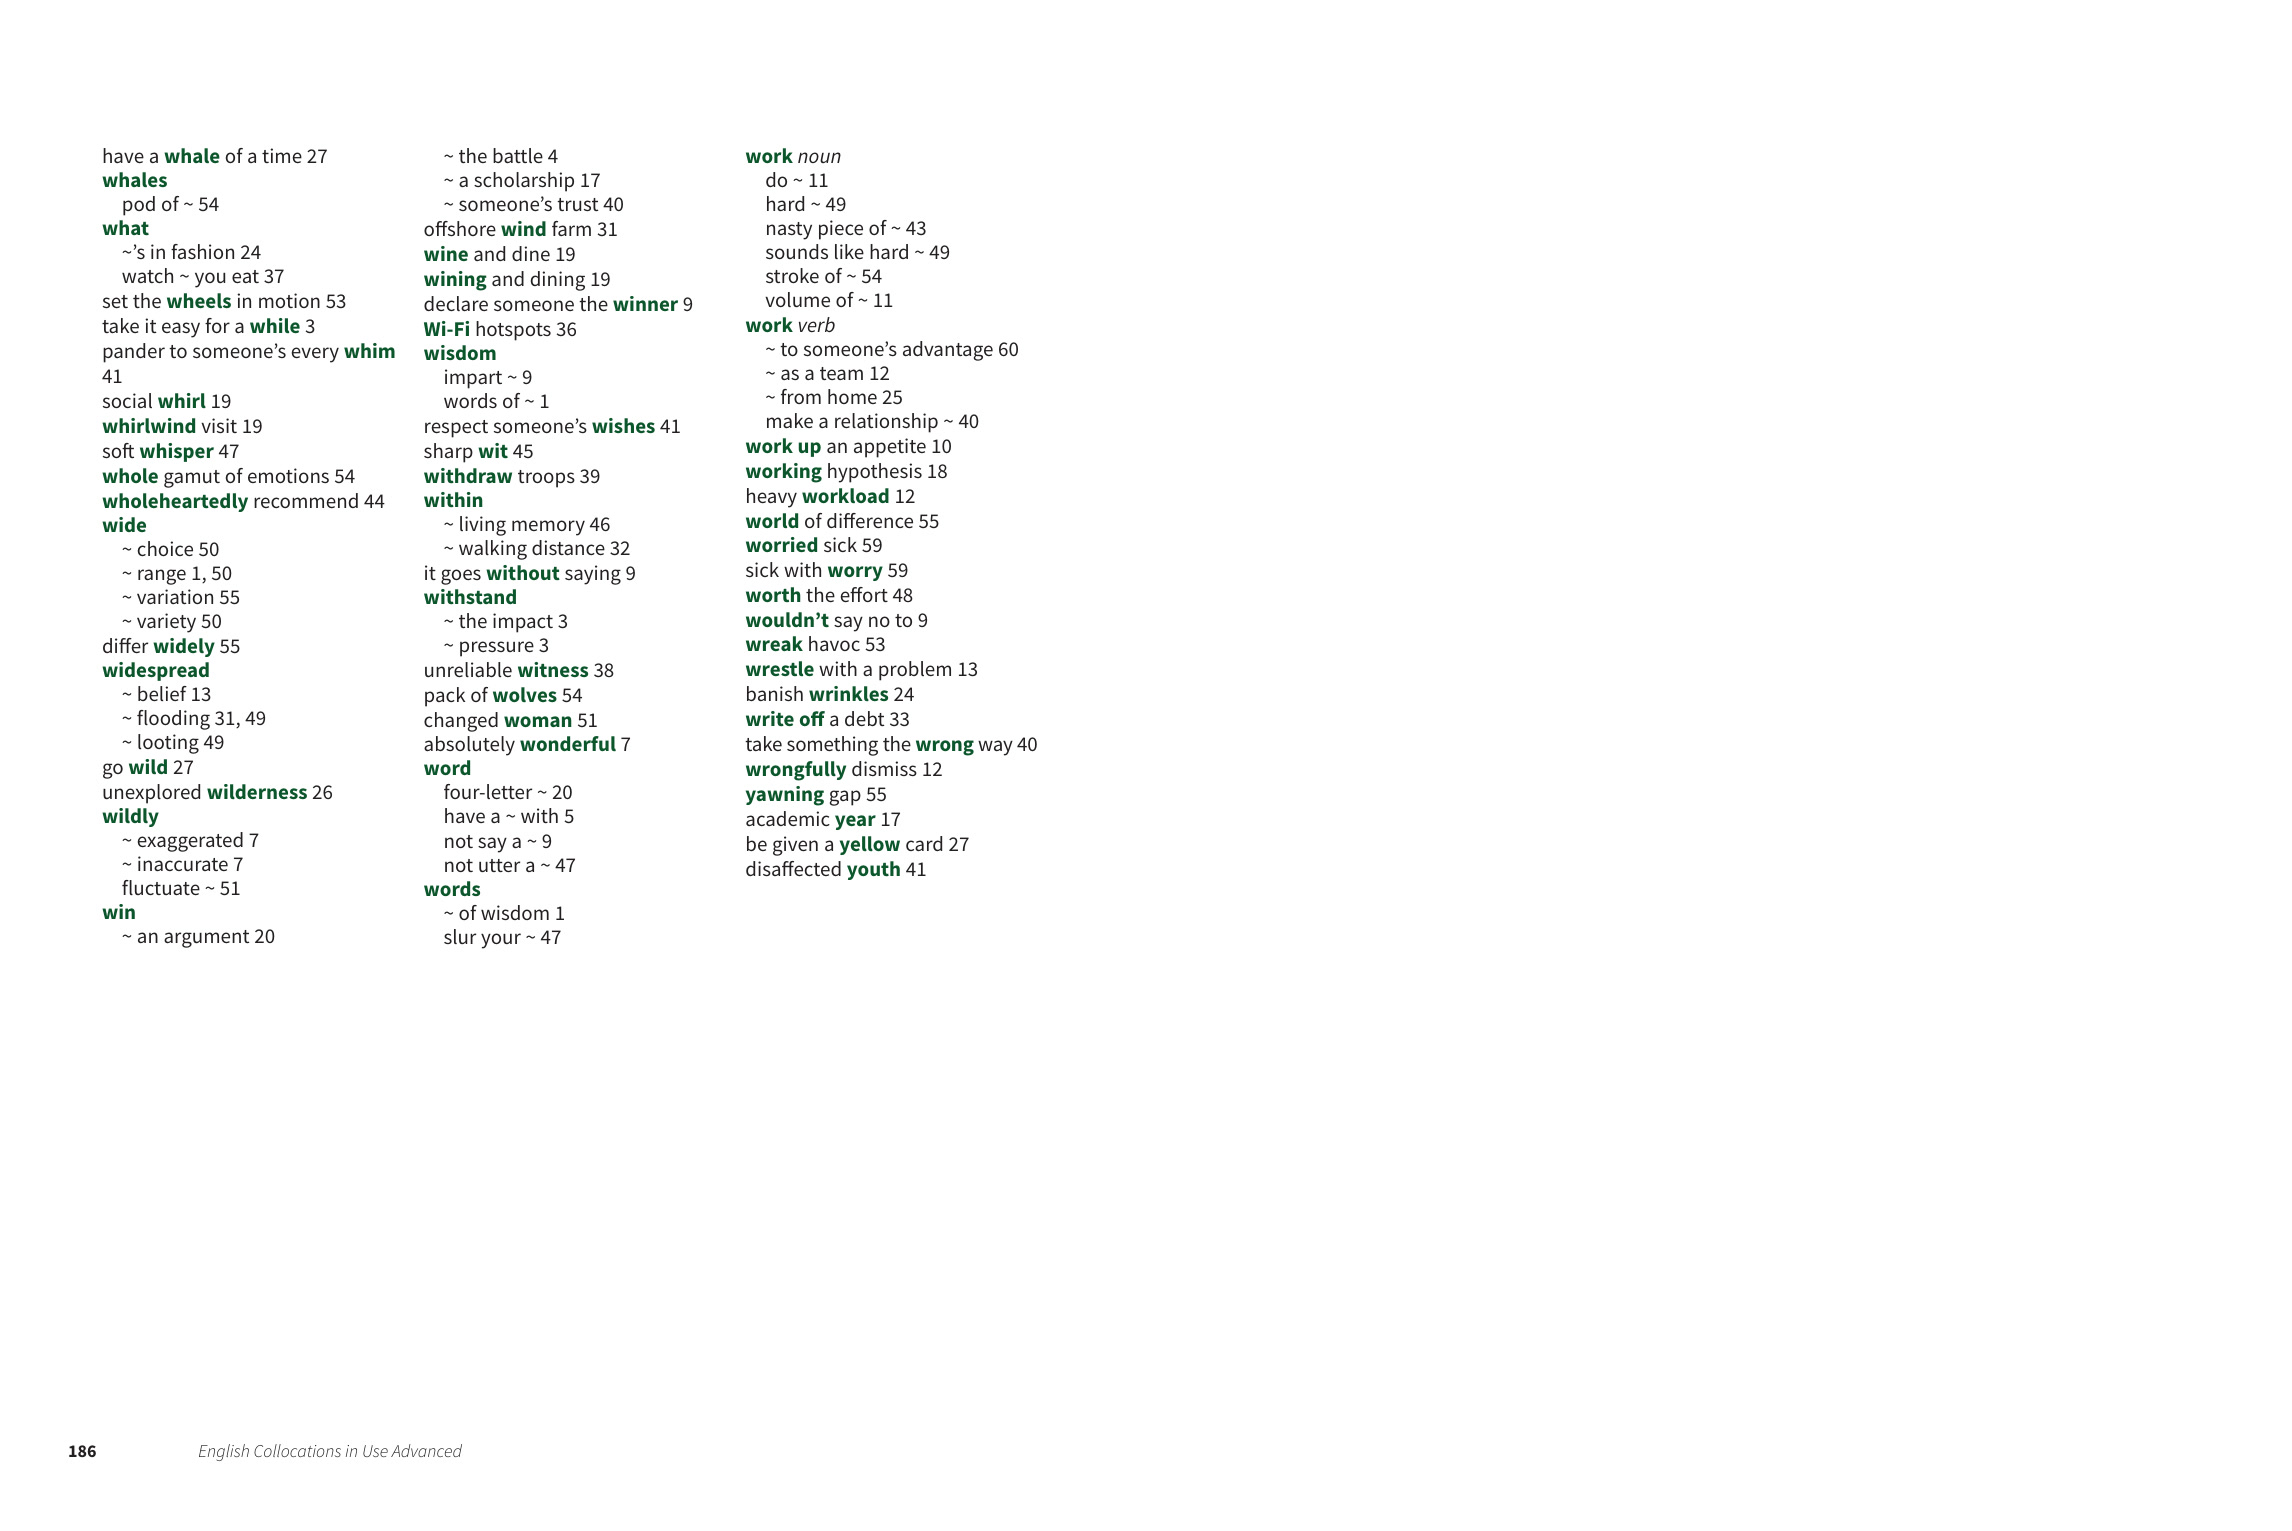 have a whale of a time 27
whales
pod of ~ 54
what
~’s in fashion 24
watch ~ you eat 37
set the wheels in motion 53
take it easy for a while 3
pander to someone’s every whim
41
social whirl 19
whirlwind visit 19
soft whisper 47
whole gamut of emotions 54
wholeheartedly recommend 44
wide
~ choice 50
~ range 1, 50
~ variation 55
~ variety 50
differ widely 55
widespread
~ belief 13
~ flooding 31, 49
~ looting 49
go wild 27
unexplored wilderness 26
wildly
~ exaggerated 7
~ inaccurate 7
fluctuate ~ 51
win
~ an argument 20
~ the battle 4
~ a scholarship 17
~ someone’s trust 40
offshore wind farm 31
wine and dine 19
wining and dining 19
declare someone the winner 9
Wi-Fi hotspots 36
wisdom
impart ~ 9
words of ~ 1
respect someone’s wishes 41
sharp wit 45
withdraw troops 39
within
~ living memory 46
~ walking distance 32
it goes without saying 9
withstand
~ the impact 3
~ pressure 3
unreliable witness 38
pack of wolves 54
changed woman 51
absolutely wonderful 7
word
four-letter ~ 20
have a ~ with 5
not say a ~ 9
not utter a ~ 47
words
~ of wisdom 1
slur your ~ 47
work noun
do ~ 11
hard ~ 49
nasty piece of ~ 43
sounds like hard ~ 49
stroke of ~ 54
volume of ~ 11
work verb
~ to someone’s advantage 60
~ as a team 12
~ from home 25
make a relationship ~ 40
work up an appetite 10
working hypothesis 18
heavy workload 12
world of difference 55
worried sick 59
sick with worry 59
worth the effort 48
wouldn’t say no to 9
wreak havoc 53
wrestle with a problem 13
banish wrinkles 24
write off a debt 33
take something the wrong way 40
wrongfully dismiss 12
yawning gap 55
academic year 17
be given a yellow card 27
disaffected youth 41
186 English Collocations in Use Advanced